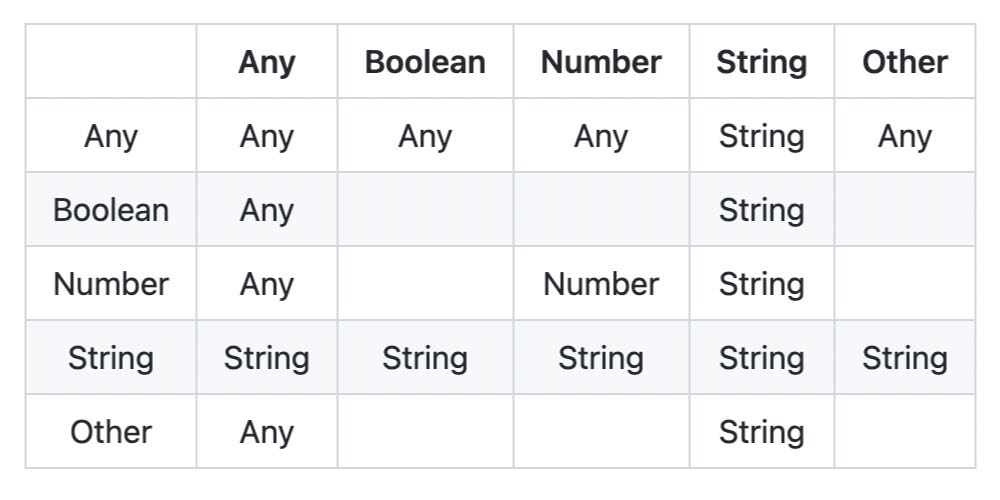 Any Boolean Number String Other
Any Any Any Any String Any
Boolean Any String
Number Any Number String
String String String String String String
Other Any String